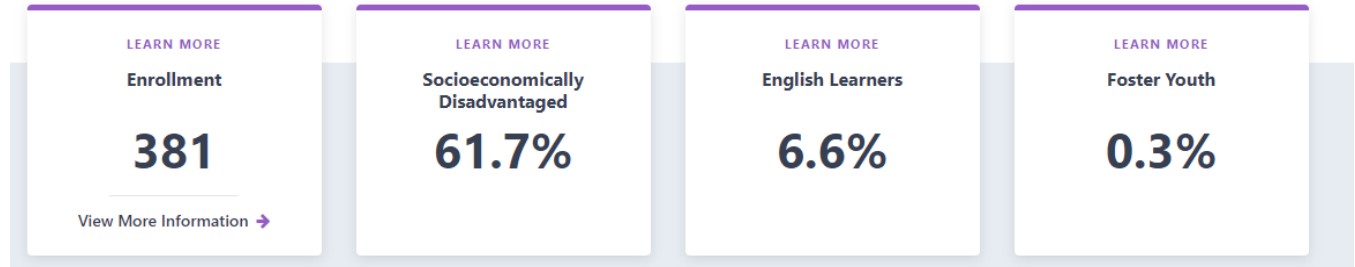 LEARN MORE
Enrollment
381
View More Information
LEARN MORE
Socioeconomically
Disadvantaged
61.7%
LEARN MORE
English Learners
6.6%
LEARN MORE
Foster Youth
0.3%